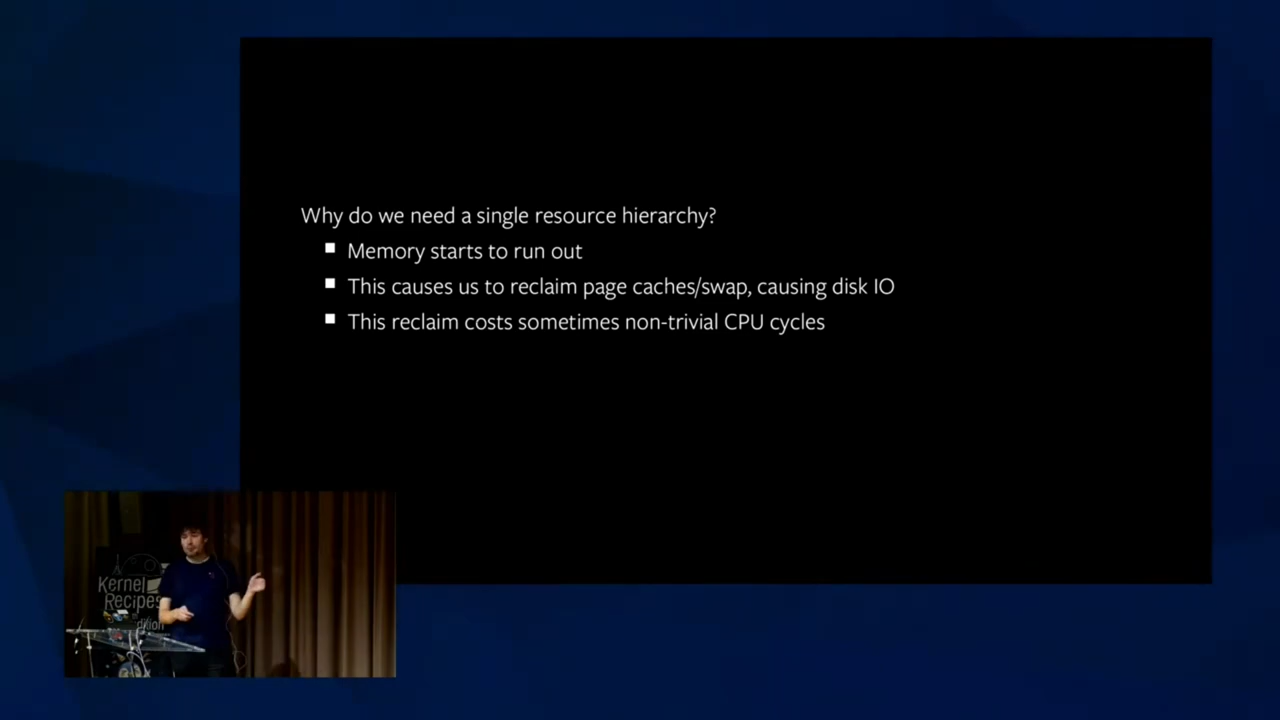 Why do we need a single resource hierarchy?
Memory starts to run out
This causes us to reclaim page caches/swap, causing disk IO
This reclaim costs sometimes non-trivial CPU cycles
Kernel
Recipes